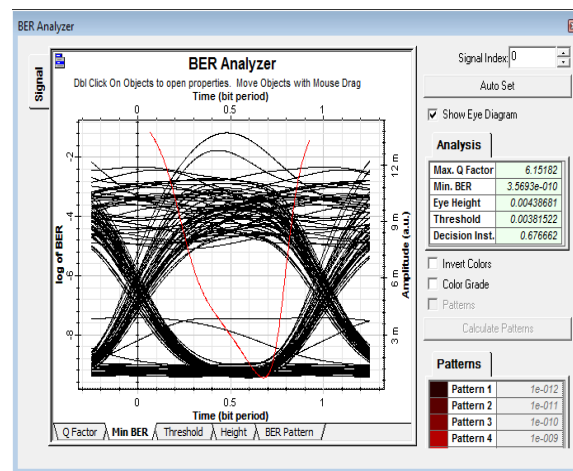 BER Analyzer
Signal
BER Analyzer
Dbl Click On Objects to open properties. Move Objects with Mouse Drag
Time (bit period)
0 0.5 1
log of BER
-2
-4
-6
-8
Amplitude (a.u.)
12 m
9 m
6 m
3 m
0 0.5 1
Time (bit period)
Q Factor Min BER Threshold Height BER Pattern
Signal Index: 0
Auto Set
Show Eye Diagram
Analysis
Max. Q Factor 6.15182
Min. BER 3.5693e-010
Eye Height 0.00438681
Threshold 0.00381522
Decision Inst. 0.676662
Invert Colors
Color Grade
Patterns
Calculate Patterns
Patterns
Pattern 1 1e-012
Pattern 2 1e-011
Pattern 3 1e-010
Pattern 4 1e-009